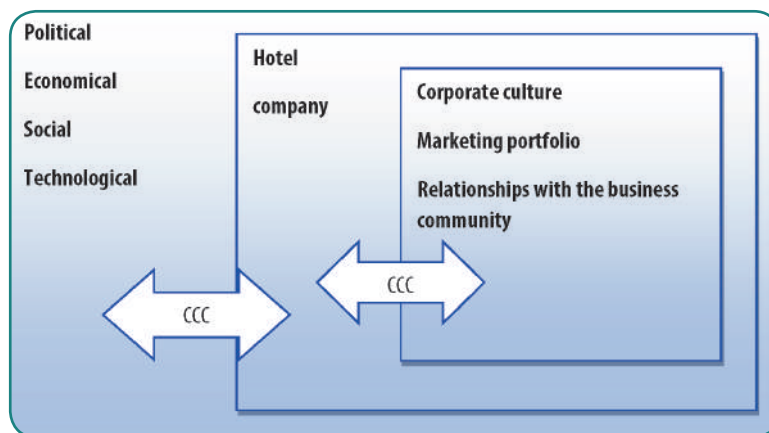 Political
Economical
Social
Technological
Hotel
company
Corporate culture
Marketing portfolio
Relationships with the business
community
CCC
CCC